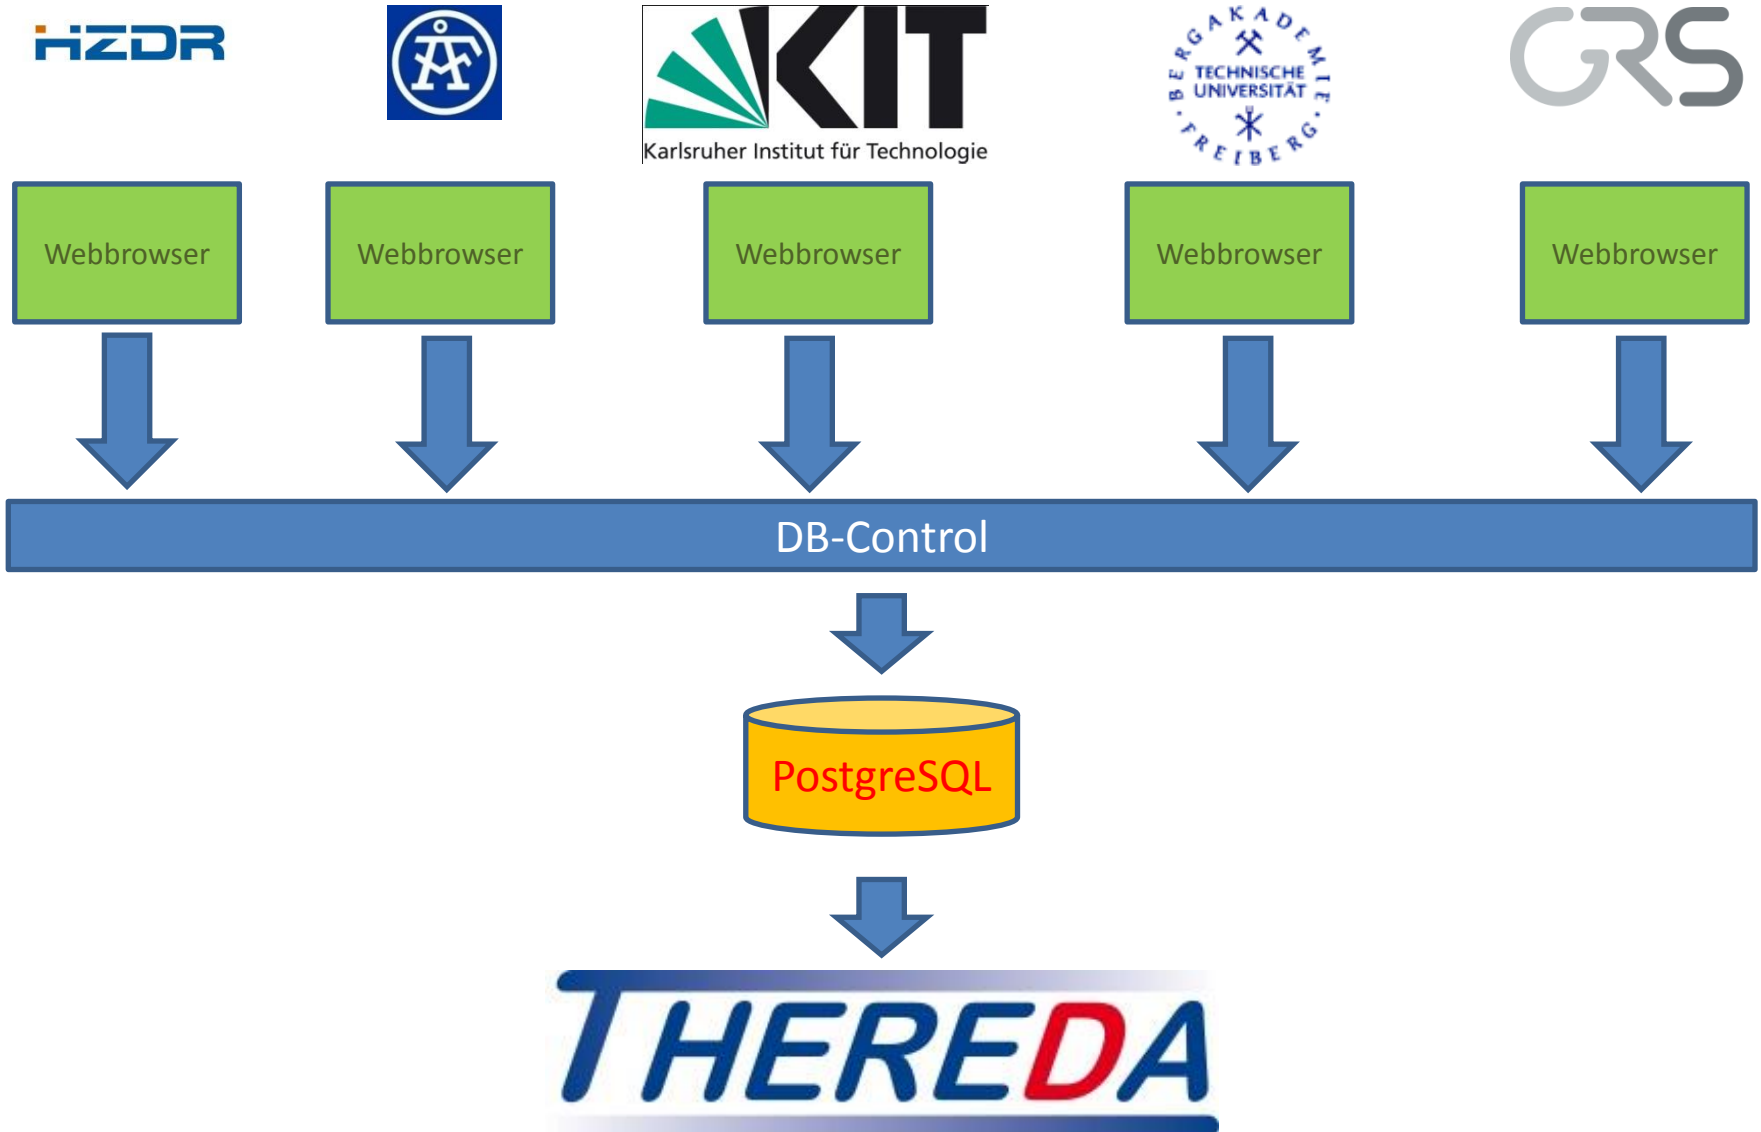 HZDR
ÅF
KIT
Karlsruher Institut für Technologie
BERGAKADEMIE
TECHNISCHE
UNIVERSITÄT
FREIBERG
GRS
Webbrowser
Webbrowser
Webbrowser
Webbrowser
Webbrowser
DB-Control
PostgreSQL
THEREDA